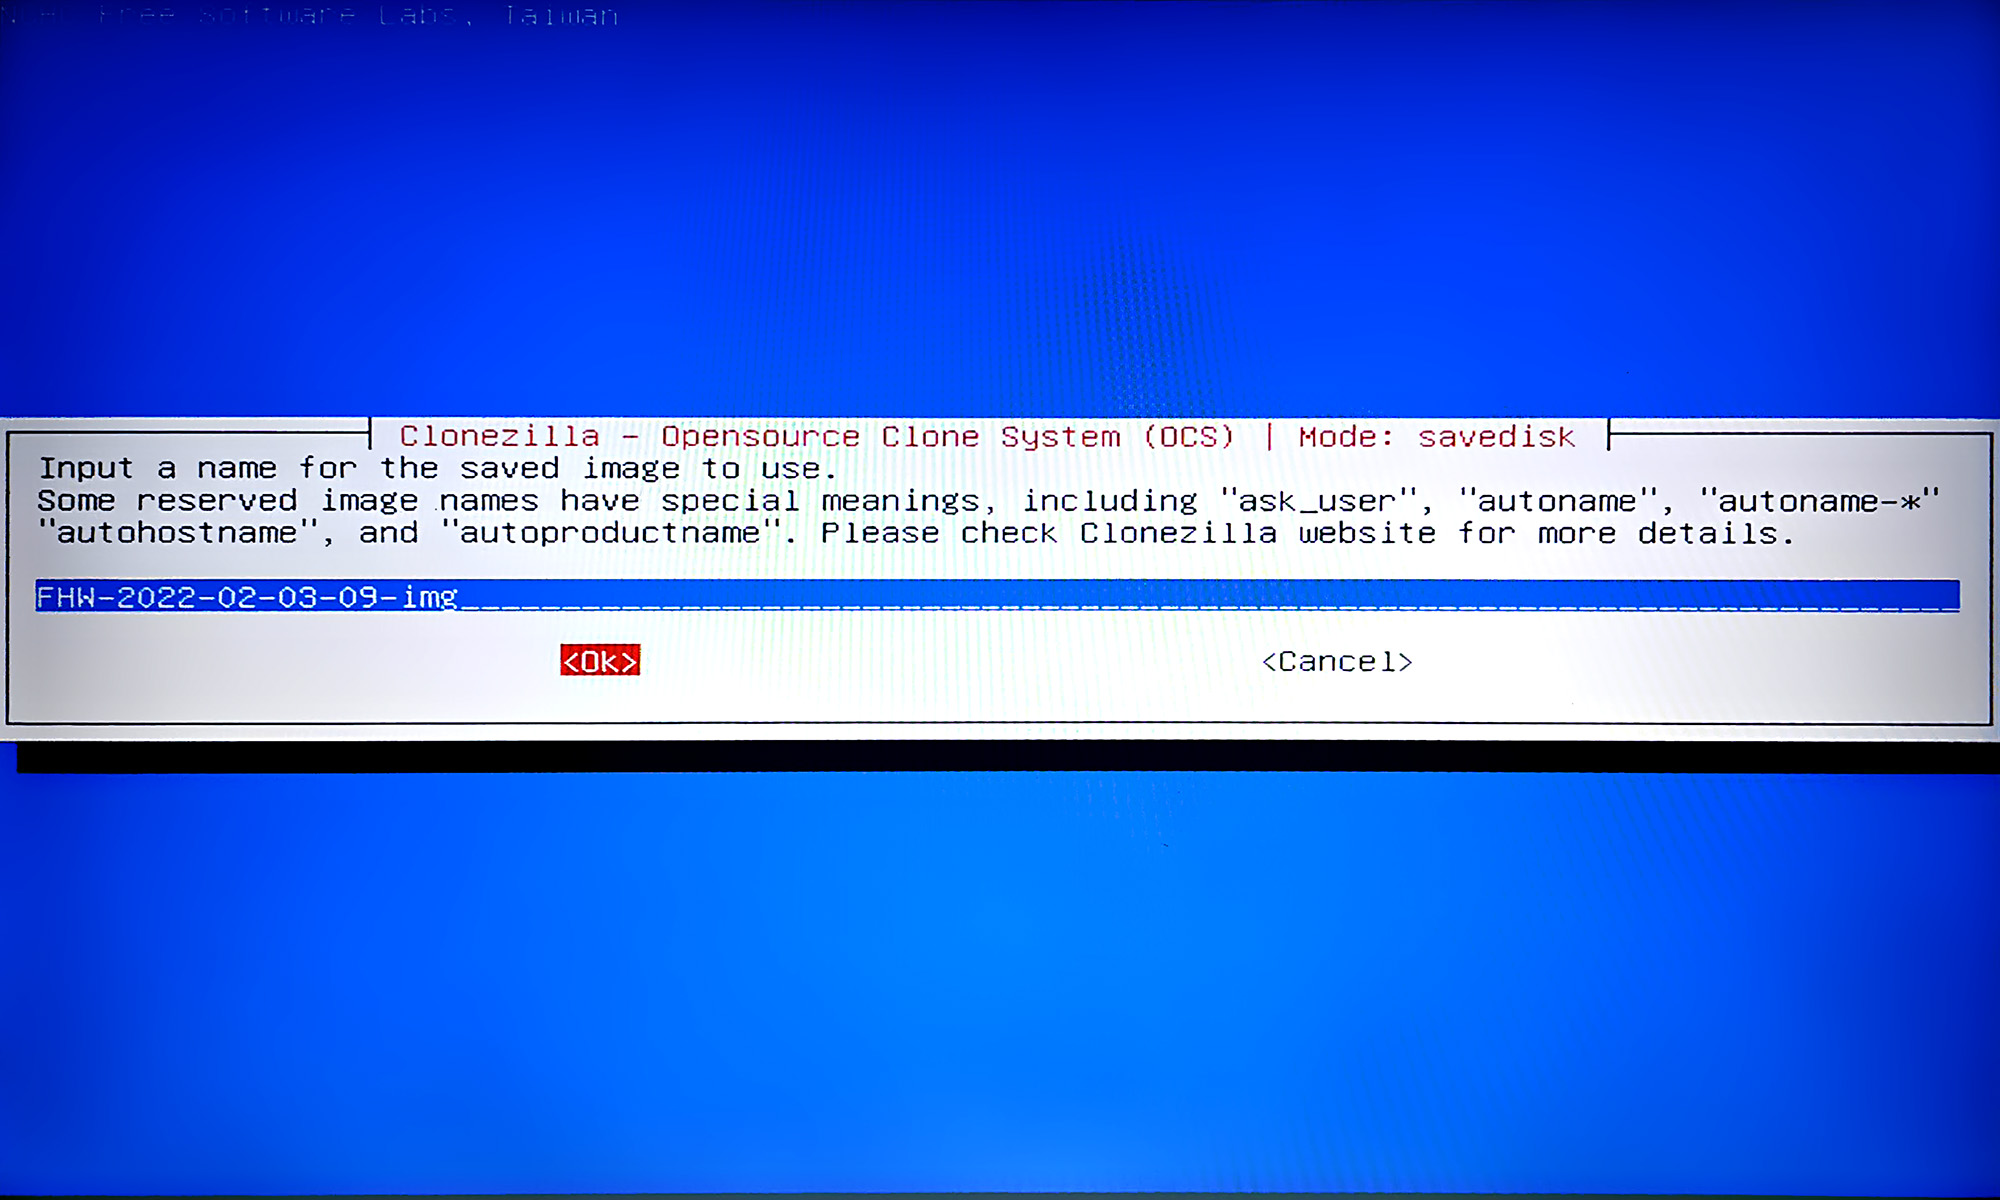 Free Software Labs, Taiwan
Clonezilla - Opensource Clone System (OCS) | Mode: savedisk
Input a name for the saved image to use.
Some reserved image names have special meanings, including "ask_user", "autoname", "autoname-*"
"autohostname", and "autoproductname". Please check Clonezilla website for more details.
FHW-2022-02-03-09-img
<Ok> <Cancel>